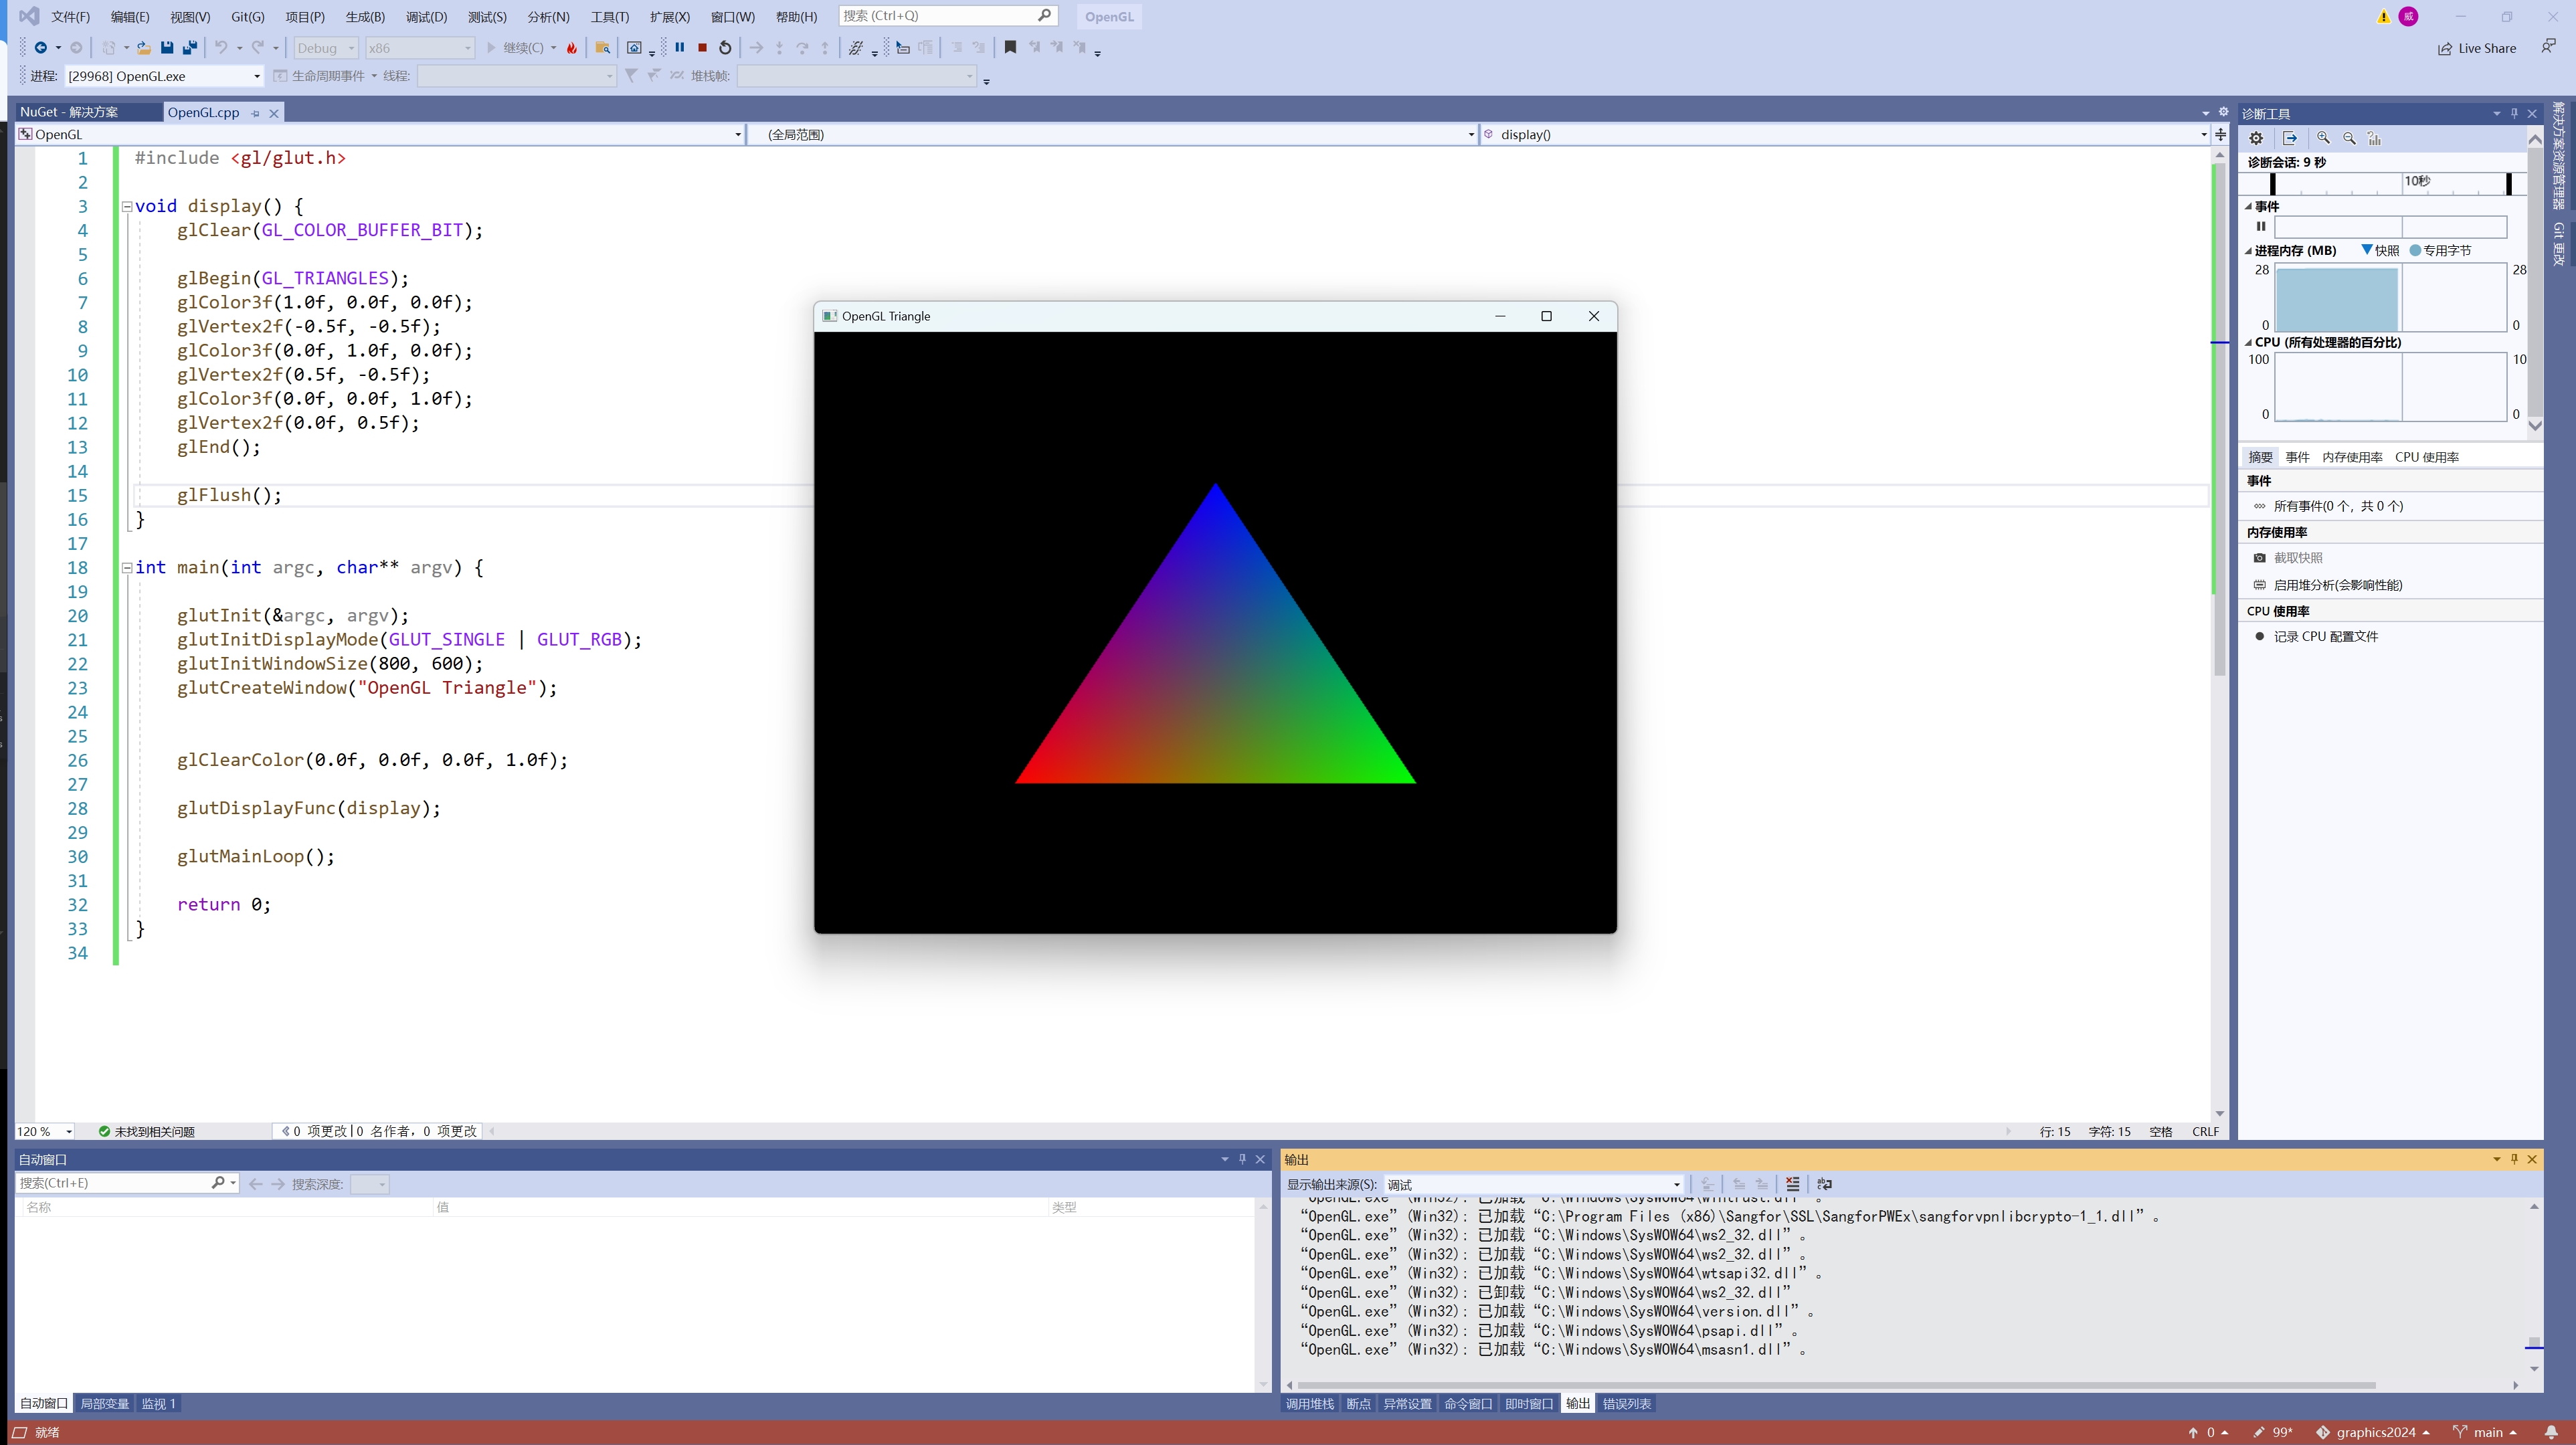 文件(F) 编辑(E) 视图(V) Git(G) 项目(P) 生成(B) 调试(D) 测试(S) 分析(N) 工具(T) 扩展(X) 窗口(W) 帮助(H) 搜索 (Ctrl+Q) OpenGL 威
Debug x86 继续(C) Live Share
进程: [29968] OpenGL.exe 生命周期事件 线程: 堆栈帧:
NuGet - 解决方案 OpenGL.cpp
OpenGL (全局范围) display()
1 #include <gl/glut.h>
2
3 void display() {
4 glClear(GL_COLOR_BUFFER_BIT);
5
6 glBegin(GL_TRIANGLES);
7 glColor3f(1.0f, 0.0f, 0.0f);
8 glVertex2f(-0.5f, -0.5f);
9 glColor3f(0.0f, 1.0f, 0.0f);
10 glVertex2f(0.5f, -0.5f);
11 glColor3f(0.0f, 0.0f, 1.0f);
12 glVertex2f(0.0f, 0.5f);
13 glEnd();
14
15 glFlush();
16 }
17
18 int main(int argc, char** argv) {
19
20 glutInit(&argc, argv);
21 glutInitDisplayMode(GLUT_SINGLE | GLUT_RGB);
22 glutInitWindowSize(800, 600);
23 glutCreateWindow("OpenGL Triangle");
24
25
26 glClearColor(0.0f, 0.0f, 0.0f, 1.0f);
27
28 glutDisplayFunc(display);
29
30 glutMainLoop();
31
32 return 0;
33 }
34
OpenGL Triangle
120 % 未找到相关问题 0 项更改 | 0 名作者，0 项更改 行: 15 字符: 15 空格 CRLF
诊断工具
诊断会话: 9 秒
10秒
事件
进程内存 (MB) 快照 专用字节
28 28
0 0
CPU (所有处理器的百分比)
100 10
0 0
摘要 事件 内存使用率 CPU 使用率
事件
所有事件(0 个，共 0 个)
内存使用率
截取快照
启用堆分析(会影响性能)
CPU 使用率
记录 CPU 配置文件
解决方案资源管理器
Git 更改
自动窗口
搜索(Ctrl+E) 搜索深度:
名称 值 类型
自动窗口 局部变量 监视 1
输出
显示输出来源(S): 调试
“OpenGL.exe” (Win32): 已加载 “C:\Windows\SysWOW64\wintrust.dll” 。
“OpenGL.exe” (Win32): 已加载 “C:\Program Files (x86)\Sangfor\SSL\SangforPWEx\sangforvpnlibcrypto-1_1.dll” 。
“OpenGL.exe” (Win32): 已加载 “C:\Windows\SysWOW64\ws2_32.dll” 。
“OpenGL.exe” (Win32): 已加载 “C:\Windows\SysWOW64\ws2_32.dll” 。
“OpenGL.exe” (Win32): 已加载 “C:\Windows\SysWOW64\wtsapi32.dll” 。
“OpenGL.exe” (Win32): 已卸载 “C:\Windows\SysWOW64\ws2_32.dll”
“OpenGL.exe” (Win32): 已加载 “C:\Windows\SysWOW64\version.dll” 。
“OpenGL.exe” (Win32): 已加载 “C:\Windows\SysWOW64\psapi.dll” 。
“OpenGL.exe” (Win32): 已加载 “C:\Windows\SysWOW64\msasn1.dll” 。
调用堆栈 断点 异常设置 命令窗口 即时窗口 输出 错误列表
就绪 0 99* graphics2024 main